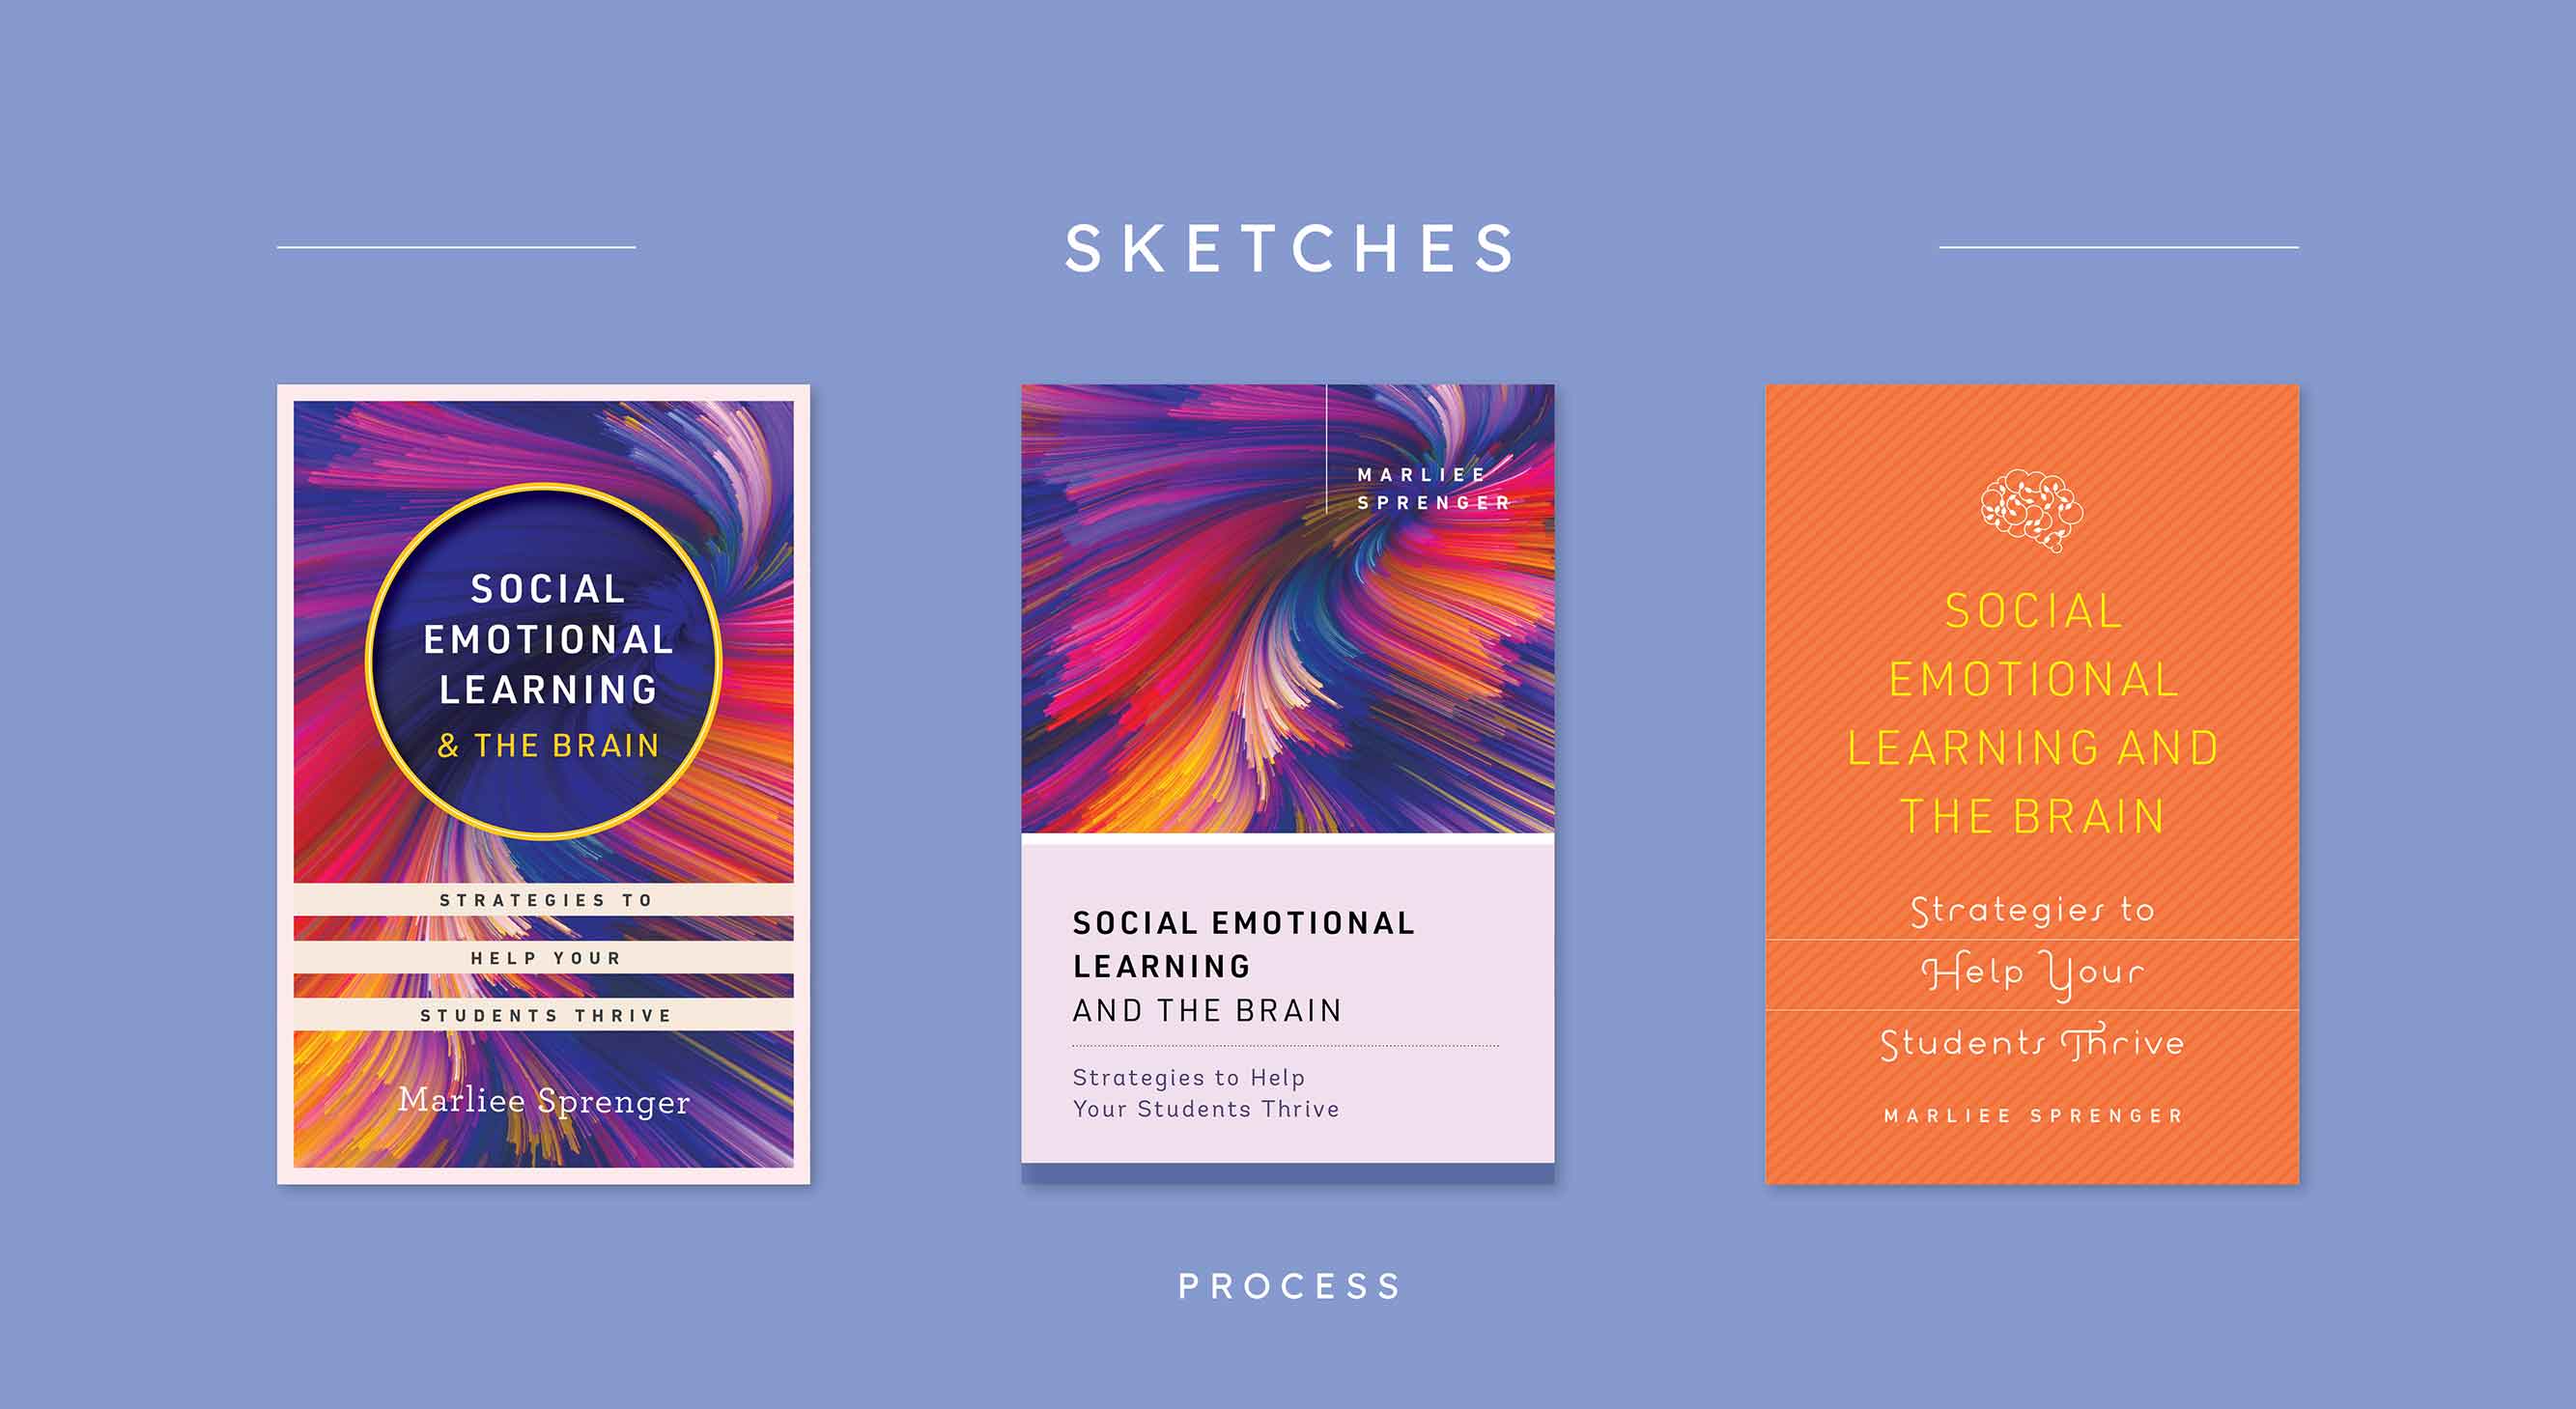 SKETCHES
SOCIAL
EMOTIONAL
LEARNING
& THE BRAIN
STRATEGIES TO
HELP YOUR
STUDENTS THRIVE
Marliee Sprenger
MARLIEE
SPRENGER
SOCIAL EMOTIONAL
LEARNING
AND THE BRAIN
Strategies to Help
Your Students Thrive
SOCIAL
EMOTIONAL
LEARNING AND
THE BRAIN
Strategies to
Help Your
Students Thrive
MARLIEE SPRENGER
PROCESS